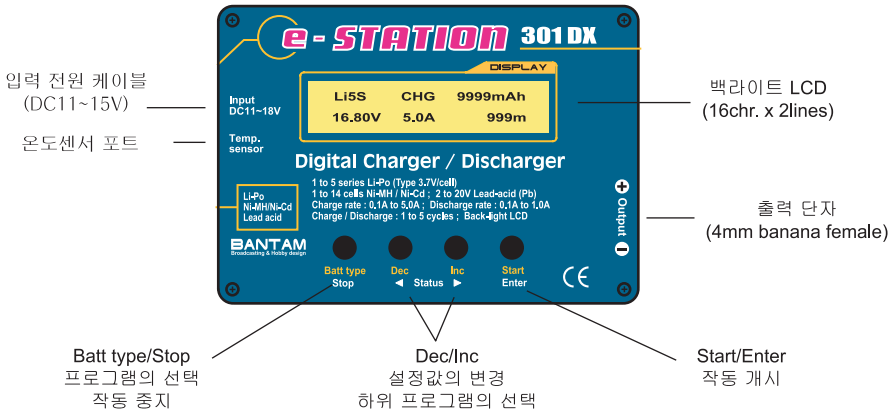 e-STATION 301 DX
DISPLAY
Li5S CHG 9999mAh
16.80V 5.0A 999m
입력 전원 케이블
(DC11~15V)
온도센서 포트
Input
DC11~18V
Temp.
sensor
백라이트 LCD
(16chr. x 2lines)
Digital Charger / Discharger
1 to 5 series Li-Po (Type 3.7V/cell)
1 to 14 cells Ni-MH / Ni-Cd ; 2 to 20V Lead-acid (Pb)
Charge rate : 0.1A to 5.0A ; Discharge rate : 0.1A to 1.0A
Charge / Discharge : 1 to 5 cycles ; Back-light LCD
Li-Po
Ni-MH/Ni-Cd
Lead acid
BANTAM
Broadcasting & Hobby design
+ Output −
출력 단자
(4mm banana female)
Batt type Dec Inc Start
Stop ◀ Status ▶ Enter
CE
Batt type/Stop
프로그램의 선택
작동 중지
Dec/Inc
설정값의 변경
하위 프로그램의 선택
Start/Enter
작동 개시